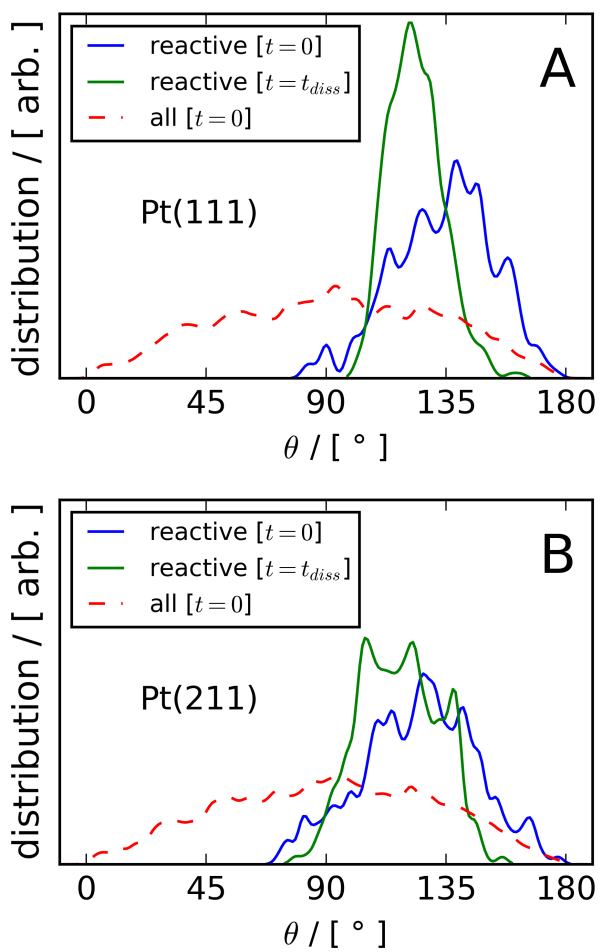 A
reactive [t=0]
reactive [t=t_diss]
all [t=0]
Pt(111)
distribution / [ arb. ]
0 45 90 135 180
θ / [ ° ]
B
reactive [t=0]
reactive [t=t_diss]
all [t=0]
Pt(211)
distribution / [ arb. ]
0 45 90 135 180
θ / [ ° ]